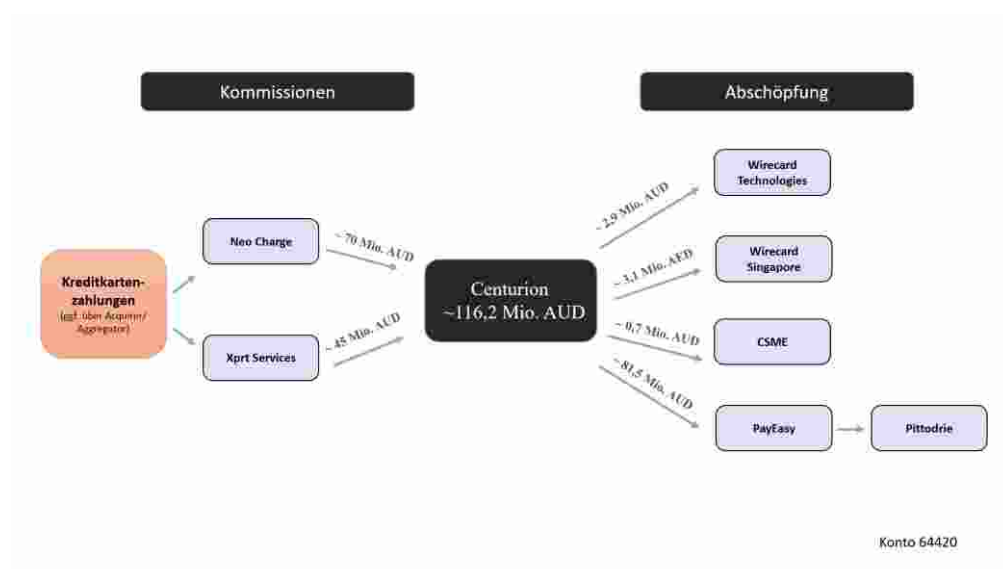 Kommissionen
Abschöpfung
Wirecard
Technologies
~ 2,9 Mio. AUD
Neo Charge
~ 70 Mio. AUD
Wirecard
Singapore
~ 3,1 Mio. AED
Kreditkarten-
zahlungen
(ggf. über Acquirer/
Aggregator)
Centurion
~116,2 Mio. AUD
Xprt Services
~ 45 Mio. AUD
~ 0,7 Mio. AUD
CSME
~ 81,5 Mio. AUD
PayEasy
Pittodrie
Konto 64420